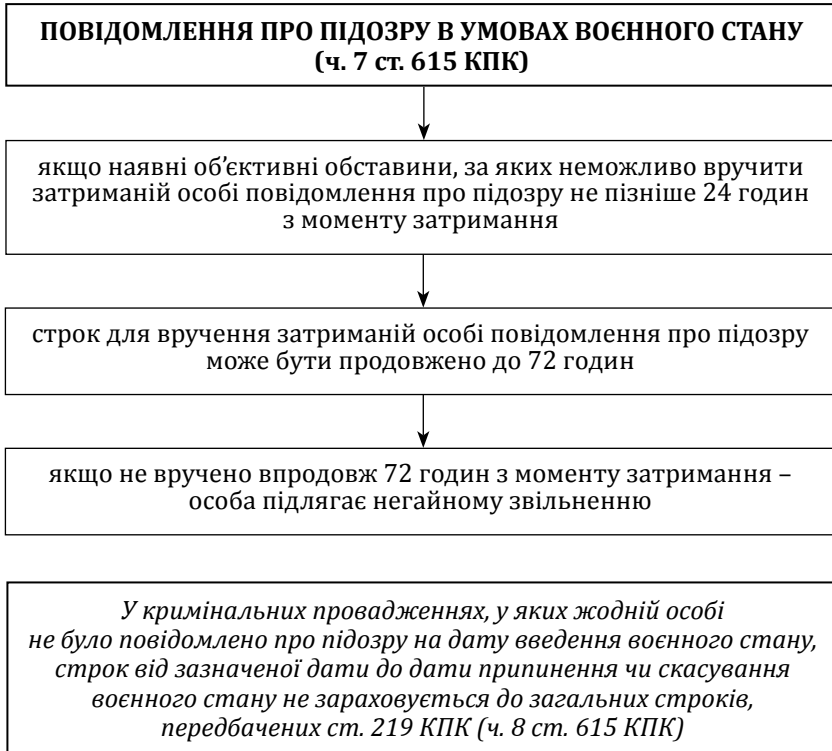 ПОВІДОМЛЕННЯ ПРО ПІДОЗРУ В УМОВАХ ВОЄННОГО СТАНУ
(ч. 7 ст. 615 КПК)
якщо наявні об’єктивні обставини, за яких неможливо вручити
затриманій особі повідомлення про підозру не пізніше 24 годин
з моменту затримання
строк для вручення затриманій особі повідомлення про підозру
може бути продовжено до 72 годин
якщо не вручено впродовж 72 годин з моменту затримання –
особа підлягає негайному звільненню
У кримінальних провадженнях, у яких жодній особі
не було повідомлено про підозру на дату введення воєнного стану,
строк від зазначеної дати до дати припинення чи скасування
воєнного стану не зараховується до загальних строків,
передбачених ст. 219 КПК (ч. 8 ст. 615 КПК)